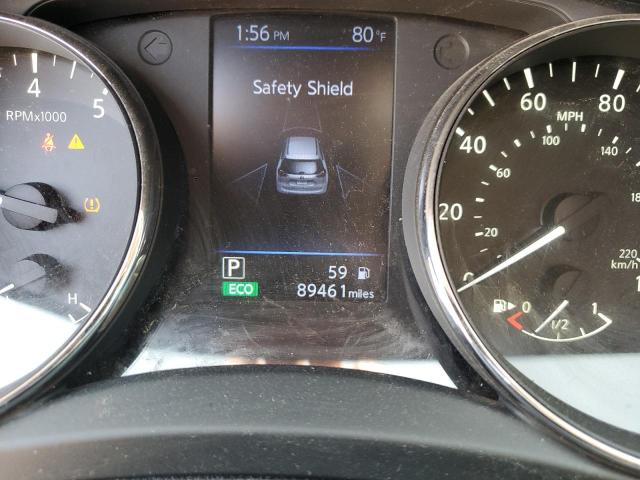 1:56 PM 80 °F
Safety Shield
P 59
ECO 89461 miles
4 5
RPMx1000
H
0 20 40 60 80
MPH
20 60 100 140
220
km/h
0 1/2 1